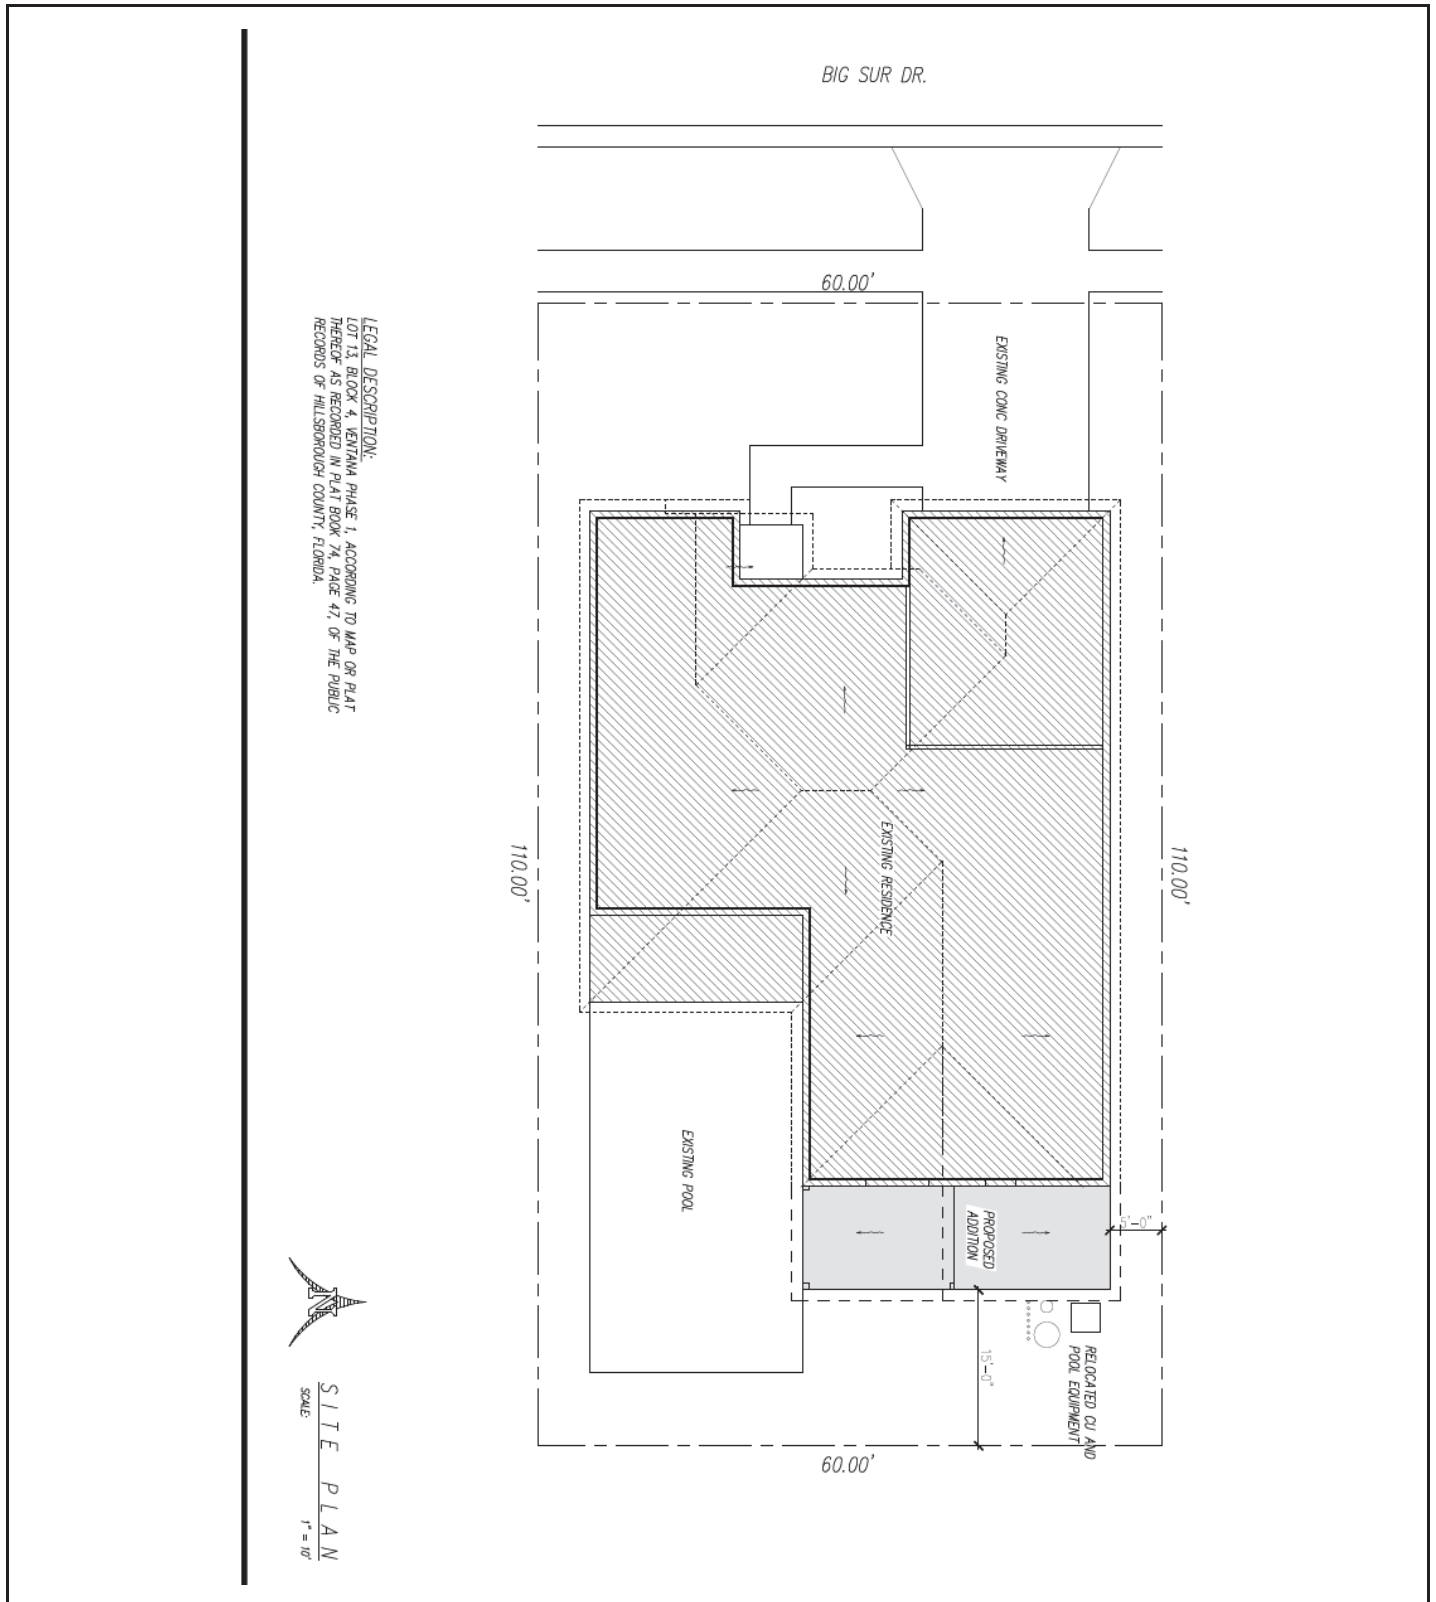 BIG SUR DR.
60.00'
EXISTING CONC DRIVEWAY
LEGAL DESCRIPTION:
LOT 13, BLOCK 4, VENTANA PHASE 1, ACCORDING TO MAP OR PLAT
THEREOF AS RECORDED IN PLAT BOOK 74, PAGE 47, OF THE PUBLIC
RECORDS OF HILLSBOROUGH COUNTY, FLORIDA.
110.00'
EXISTING RESIDENCE
110.00'
EXISTING POOL
PROPOSED
ADDITION
5'-0"
15'-0"
RELOCATED CU AND
POOL EQUIPMENT
60.00'
N
SITE PLAN
SCALE: 1" = 10'